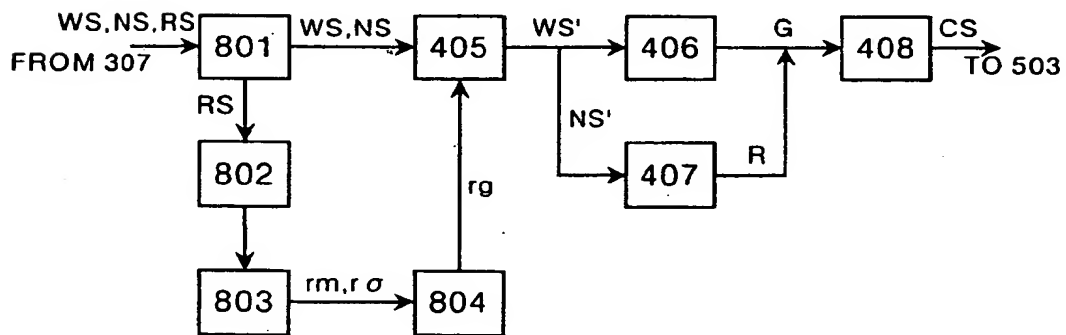 WS,NS,RS
FROM 307
801
WS,NS
405
WS'
406
G
408
CS
TO 503
RS
802
rg
NS'
407
R
803
rm,rσ
804